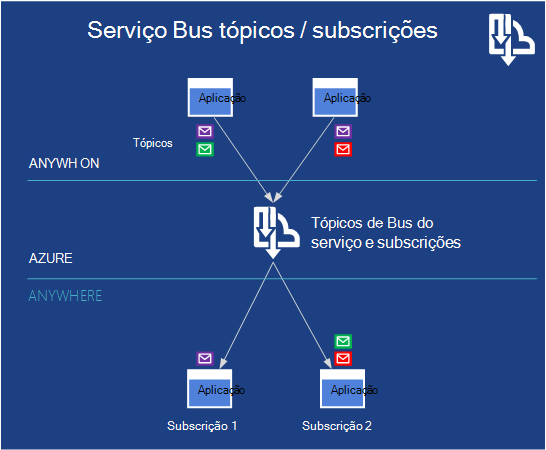 Serviço Bus tópicos / subscrições
Aplicação
Aplicação
Tópicos
ANYWH ON
Tópicos de Bus do
serviço e subscrições
AZURE
ANYWHERE
Aplicação
Aplicação
Subscrição 1
Subscrição 2